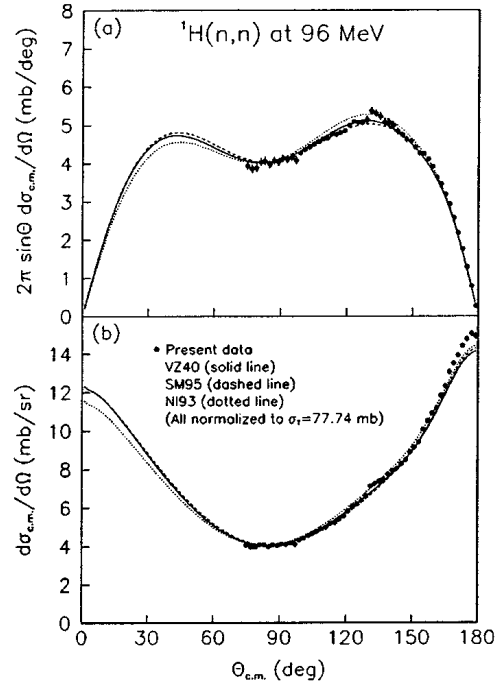 (a)
¹H(n,n) at 96 MeV
2π sinΘ dσc.m./dΩ (mb/deg)
8
7
6
5
4
3
2
1
0
(b)
• Present data
VZ40 (solid line)
SM95 (dashed line)
NI93 (dotted line)
(All normalized to σT=77.74 mb)
dσc.m./dΩ (mb/sr)
14
12
10
8
6
4
2
0
0 30 60 90 120 150 180
Θc.m. (deg)